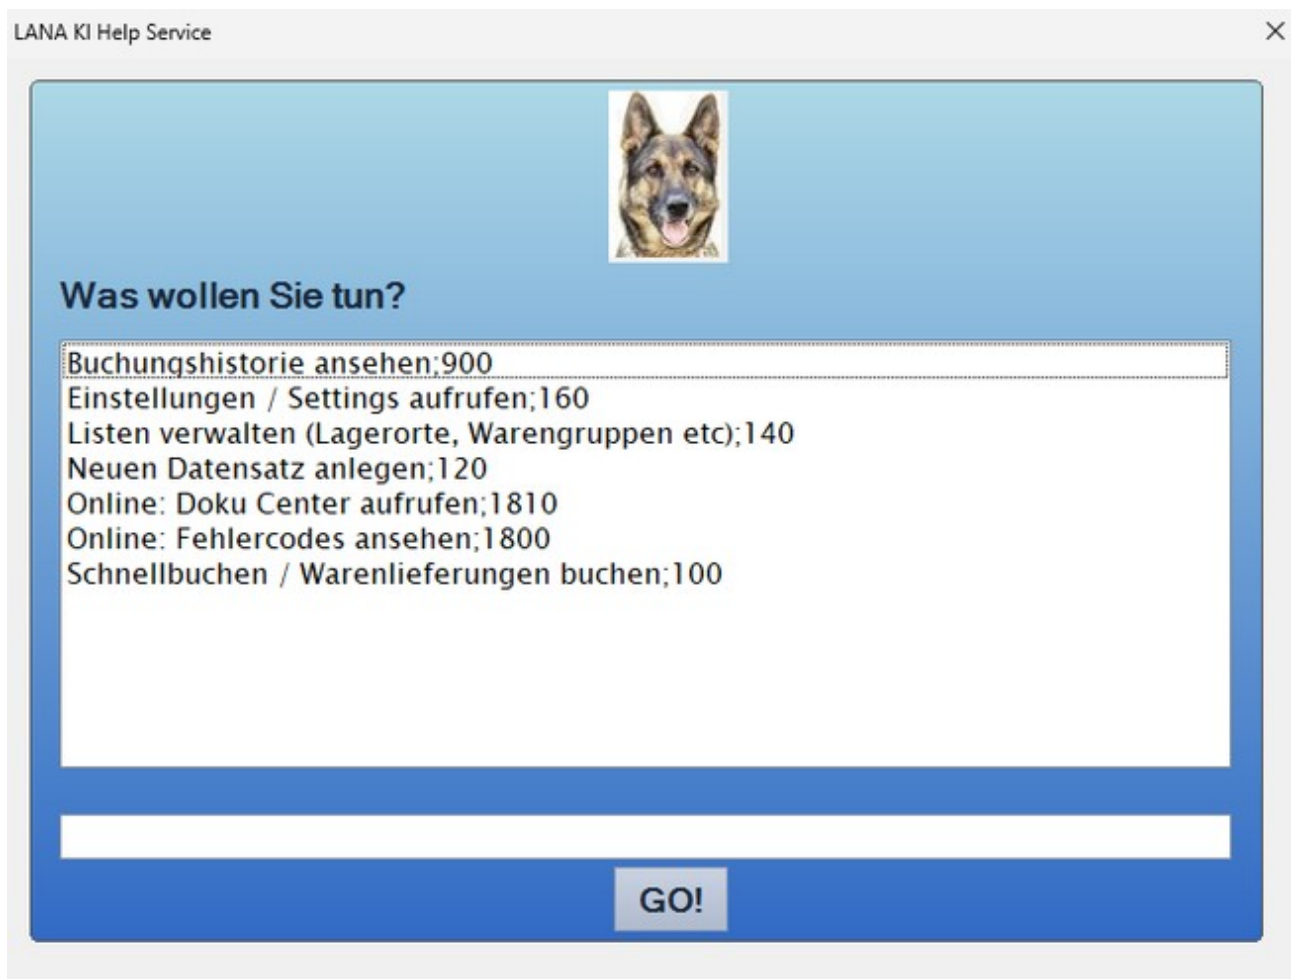 LANA KI Help Service
Was wollen Sie tun?
Buchungshistorie ansehen;900
Einstellungen / Settings aufrufen;160
Listen verwalten (Lagerorte, Warengruppen etc);140
Neuen Datensatz anlegen;120
Online: Doku Center aufrufen;1810
Online: Fehlercodes ansehen;1800
Schnellbuchen / Warenlieferungen buchen;100
GO!